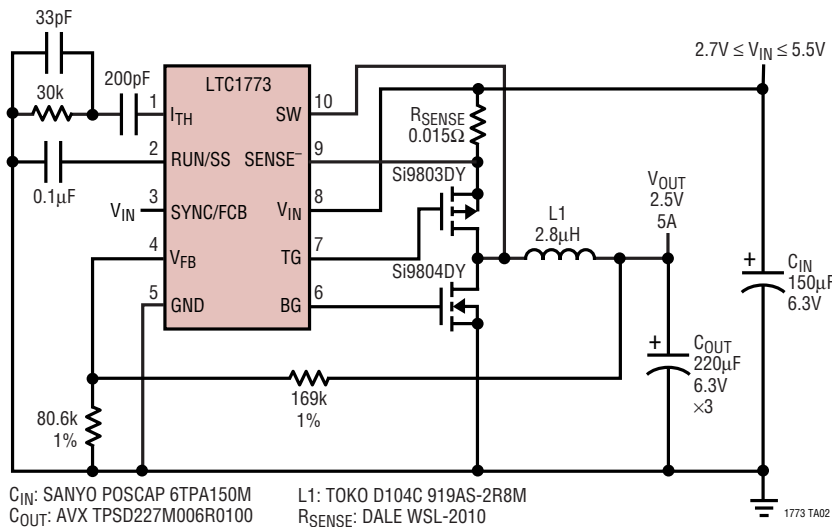 33pF
30k
200pF
LTC1773
1 I_TH
2 RUN/SS
3 SYNC/FCB
4 V_FB
5 GND
SW 10
SENSE⁻ 9
V_IN 8
TG 7
BG 6
0.1µF
V_IN
R_SENSE
0.015Ω
Si9803DY
Si9804DY
L1
2.8µH
2.7V ≤ V_IN ≤ 5.5V
V_OUT
2.5V
5A
+
C_IN
150µF
6.3V
+
C_OUT
220µF
6.3V
×3
169k
1%
80.6k
1%
C_IN: SANYO POSCAP 6TPA150M
C_OUT: AVX TPSD227M006R0100
L1: TOKO D104C 919AS-2R8M
R_SENSE: DALE WSL-2010
1773 TA02